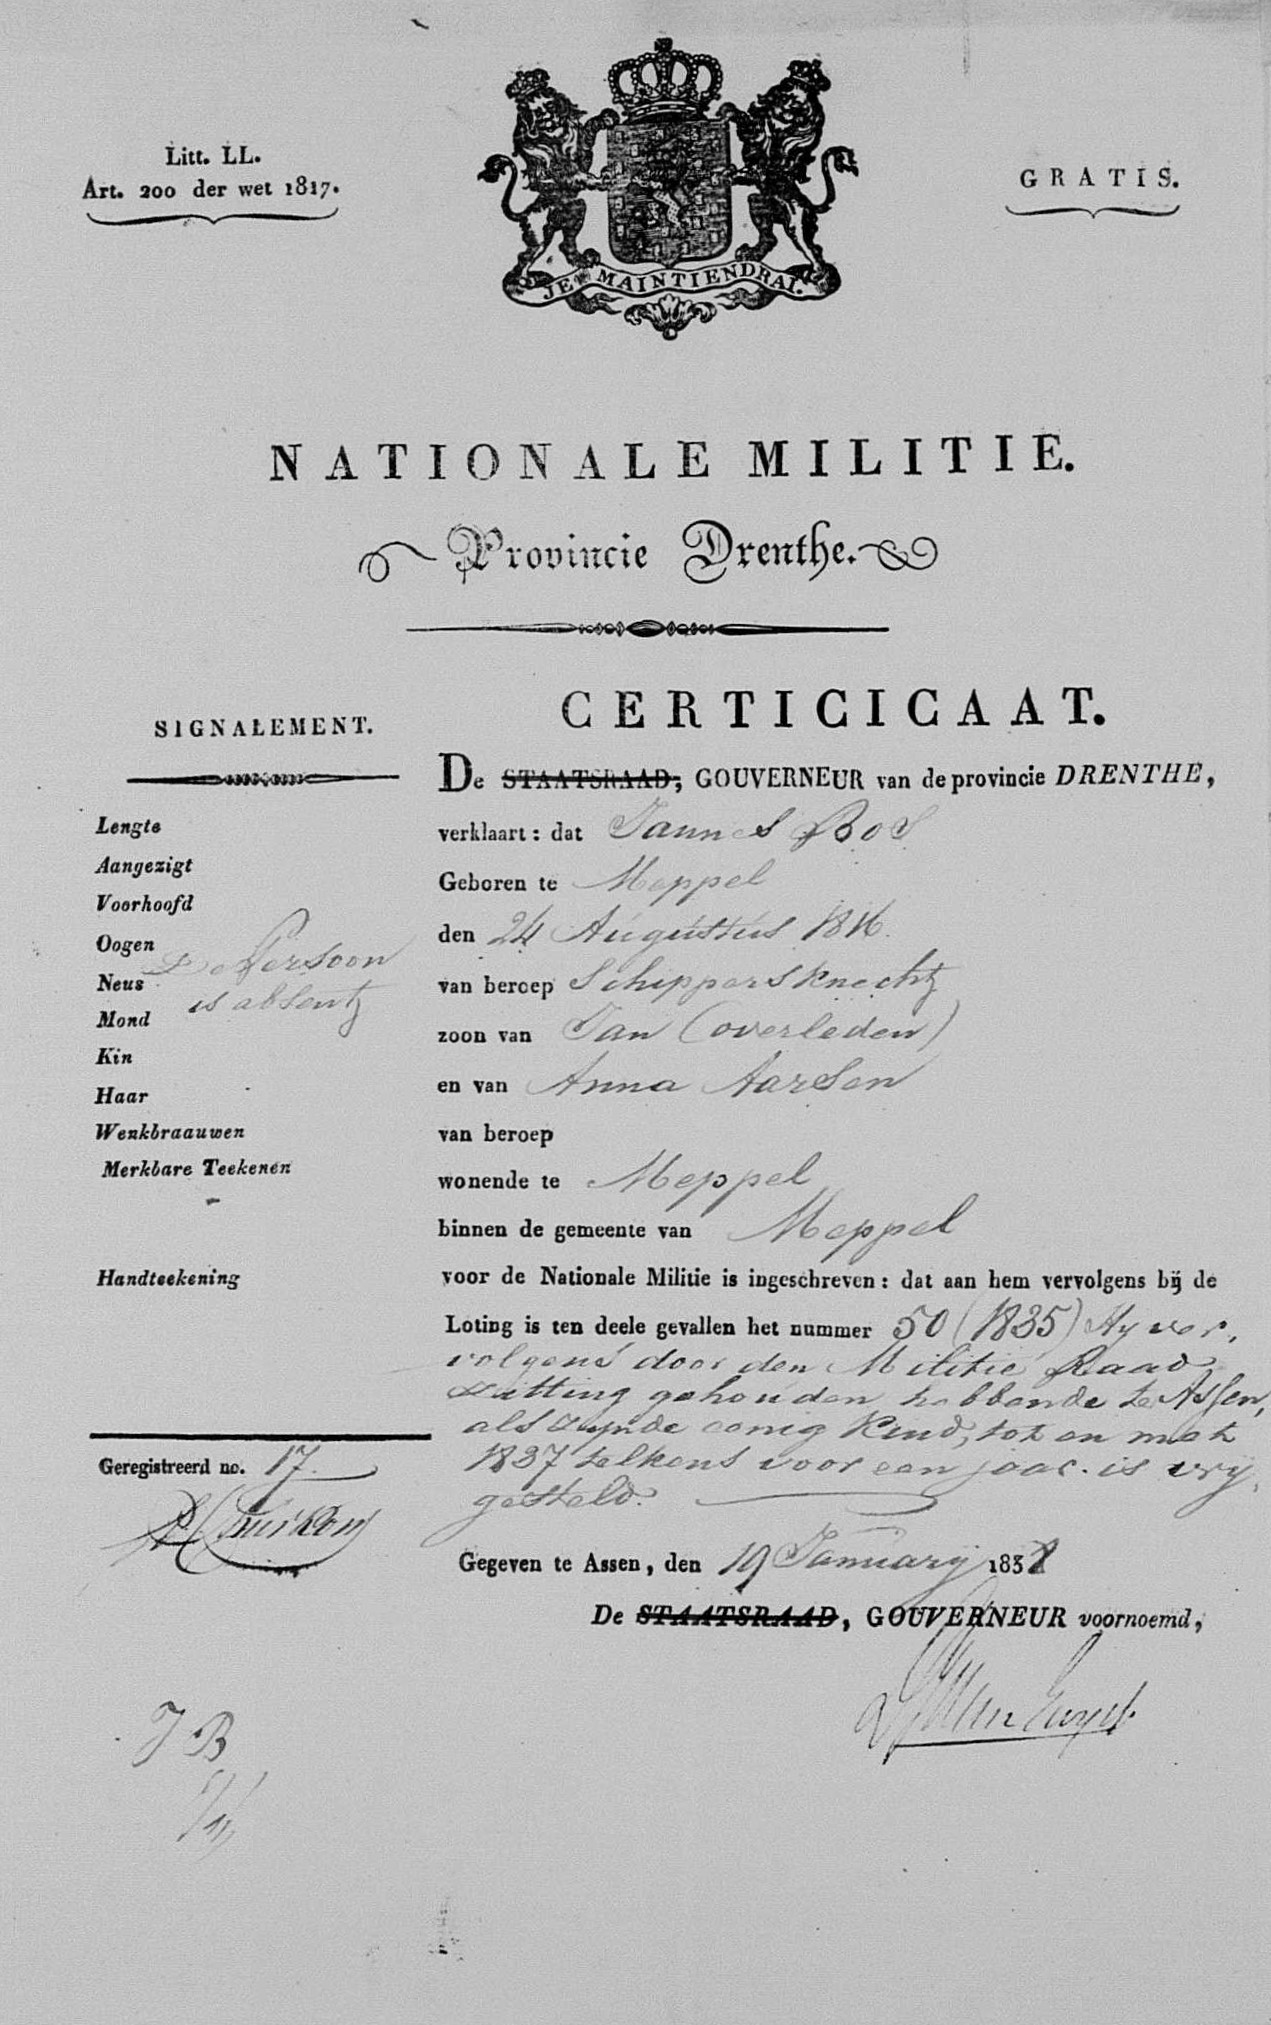 Litt. LL.
Art. 200 der wet 1817.
GRATIS.
JE MAINTIENDRAI.
NATIONALE MILITIE.
Provincie Drenthe.
SIGNALEMENT.
Lengte
Aangezigt
Voorhoofd
Oogen
De Persoon
Neus
is absent
Mond
Kin
Haar
Wenkbraauwen
Merkbare Teekenen
Handteekening
Geregistreerd no. 17.
CERTICICAAT.
De STAATSRAAD, GOUVERNEUR van de provincie DRENTHE,
verklaart: dat Jannes Bos
Geboren te Meppel
den 24 Augustus 1816.
van beroep Schippersknecht
zoon van Jan (overleden)
en van Anna Aarsen
van beroep
wonende te Meppel
binnen de gemeente van Meppel
voor de Nationale Militie is ingeschreven: dat aan hem vervolgens bij de
Loting is ten deele gevallen het nummer 50 (1835) Hy ver,
volgens door den Militie Raad
zitting gehouden hebbende te Assen,
als zynde eenig kind, tot en met
1837 telkens voor een jaar is vry,
gesteld.
Gegeven te Assen, den 19 January 1838
De STAATSRAAD, GOUVERNEUR voornoemd,
J B